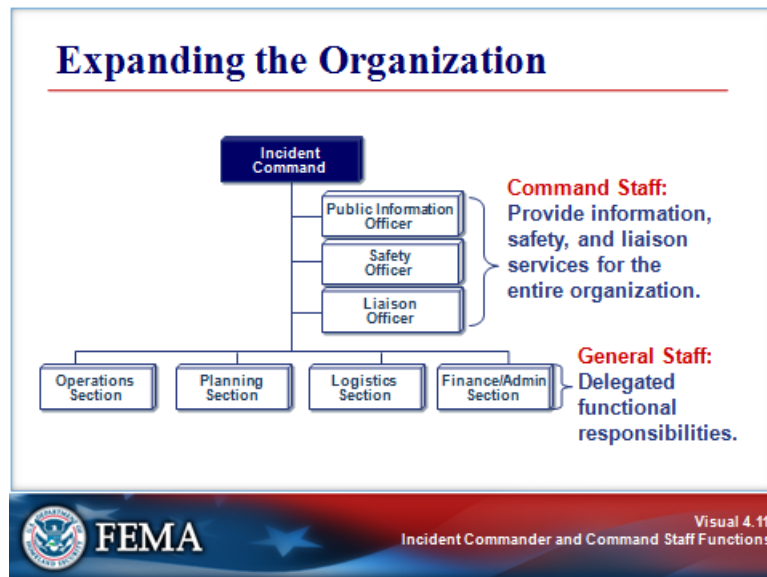 Expanding the Organization
Incident
Command
Public Information
Officer
Safety
Officer
Liaison
Officer
Command Staff:
Provide information,
safety, and liaison
services for the
entire organization.
Operations
Section
Planning
Section
Logistics
Section
Finance/Admin
Section
General Staff:
Delegated
functional
responsibilities.
FEMA
Visual 4.11
Incident Commander and Command Staff Functions